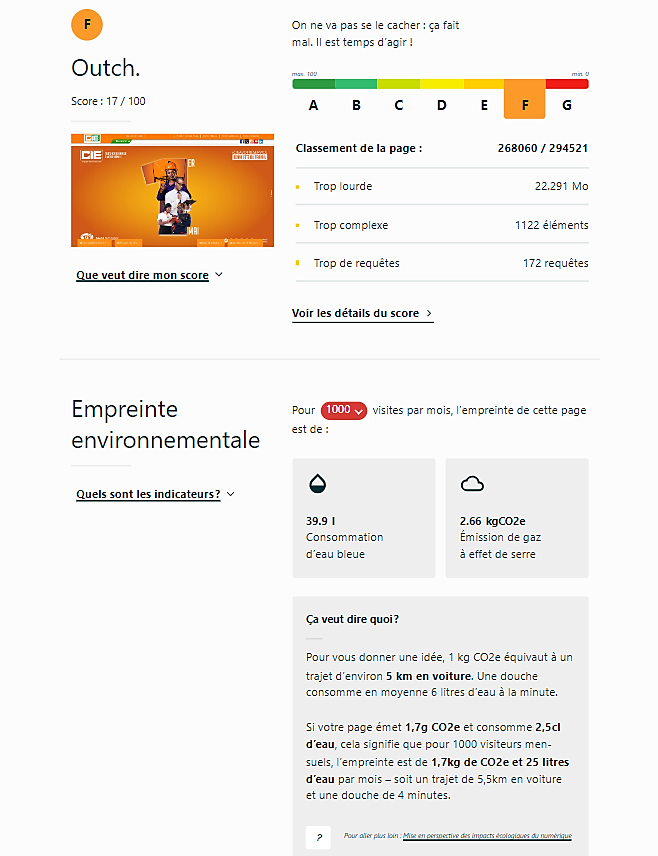 F
Outch.
Score : 17 / 100
CIE
Que veut dire mon score
On ne va pas se le cacher : ça fait
mal. Il est temps d'agir !
max. 100
min. 0
A B C D E F G
Classement de la page :
268060 / 294521
Trop lourde
22.291 Mo
Trop complexe
1122 éléments
Trop de requêtes
172 requêtes
Voir les détails du score
Empreinte
environnementale
Quels sont les indicateurs ?
Pour 1000 visites par mois, l'empreinte de cette page
est de :
39.9 l
Consommation
d'eau bleue
2.66 kgCO2e
Émission de gaz
à effet de serre
Ça veut dire quoi ?
Pour vous donner une idée, 1 kg CO2e équivaut à un
trajet d'environ 5 km en voiture. Une douche
consomme en moyenne 6 litres d'eau à la minute.
Si votre page émet 1,7g CO2e et consomme 2,5cl
d'eau, cela signifie que pour 1000 visiteurs men-
suels, l'empreinte est de 1,7kg de CO2e et 25 litres
d'eau par mois – soit un trajet de 5,5km en voiture
et une douche de 4 minutes.
?
Pour aller plus loin : Mise en perspective des impacts écologiques du numérique